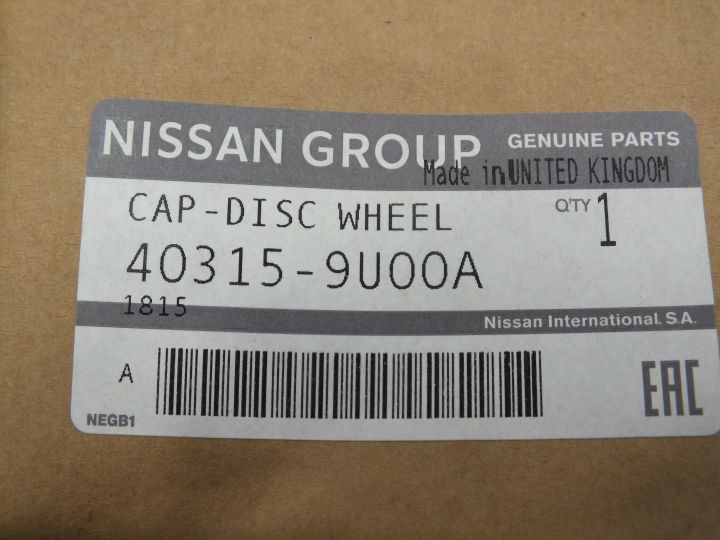 NISSAN GROUP GENUINE PARTS
Made in UNITED KINGDOM
CAP-DISC WHEEL Q'TY 1
40315-9U00A
1815
Nissan International. S.A.
A
NEGB1
EAC